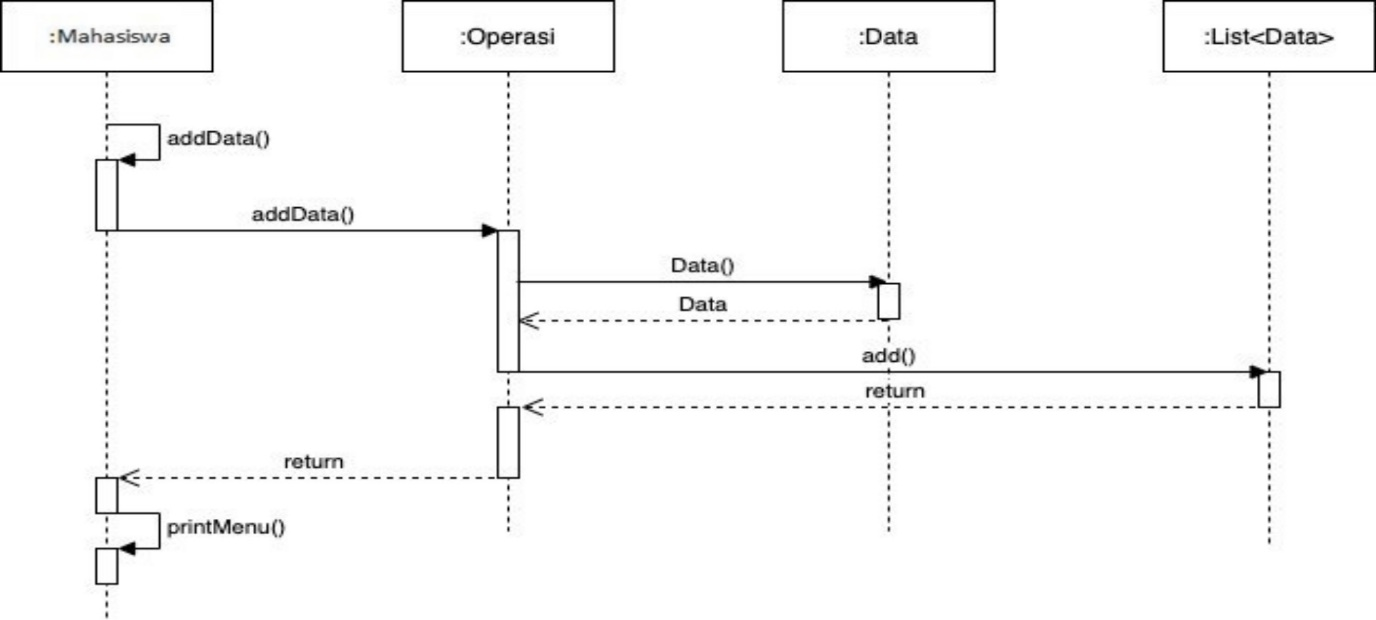 :Mahasiswa
:Operasi
:Data
:List<Data>
addData()
addData()
Data()
Data
add()
return
return
printMenu()